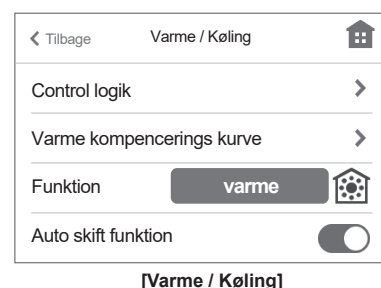 Tilbage Varme / Køling
Control logik
Varme kompencerings kurve
Funktion varme
Auto skift funktion
[Varme / Køling]